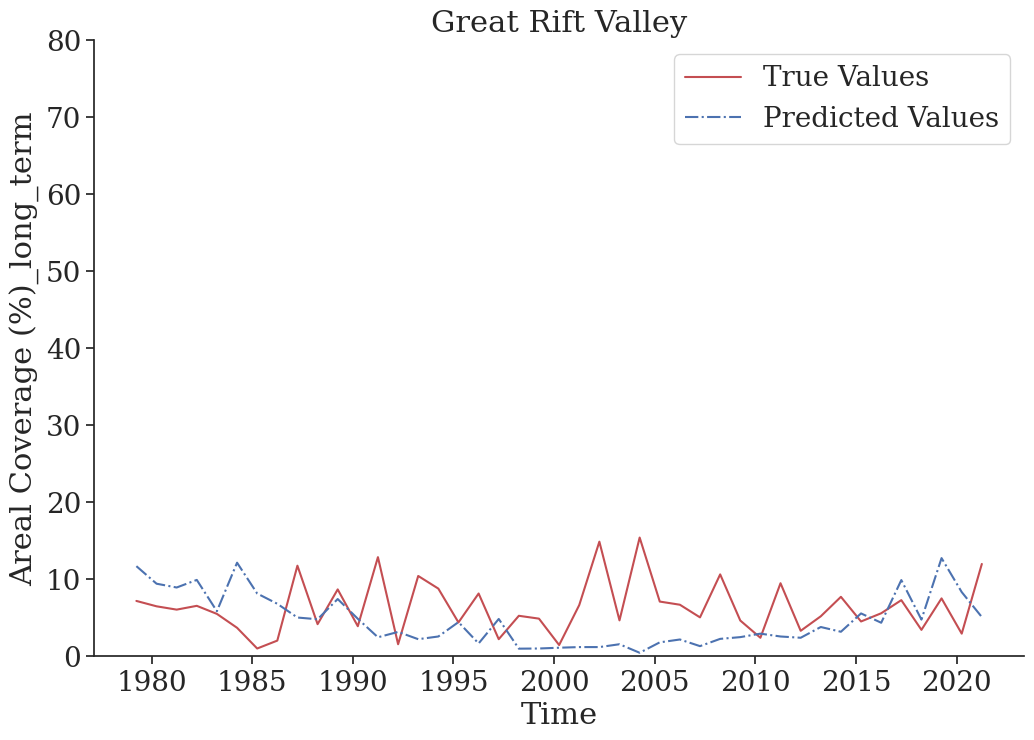 Great Rift Valley
True Values
Predicted Values
Areal Coverage (%)_long_term
80
70
60
50
40
30
20
10
0
1980 1985 1990 1995 2000 2005 2010 2015 2020
Time